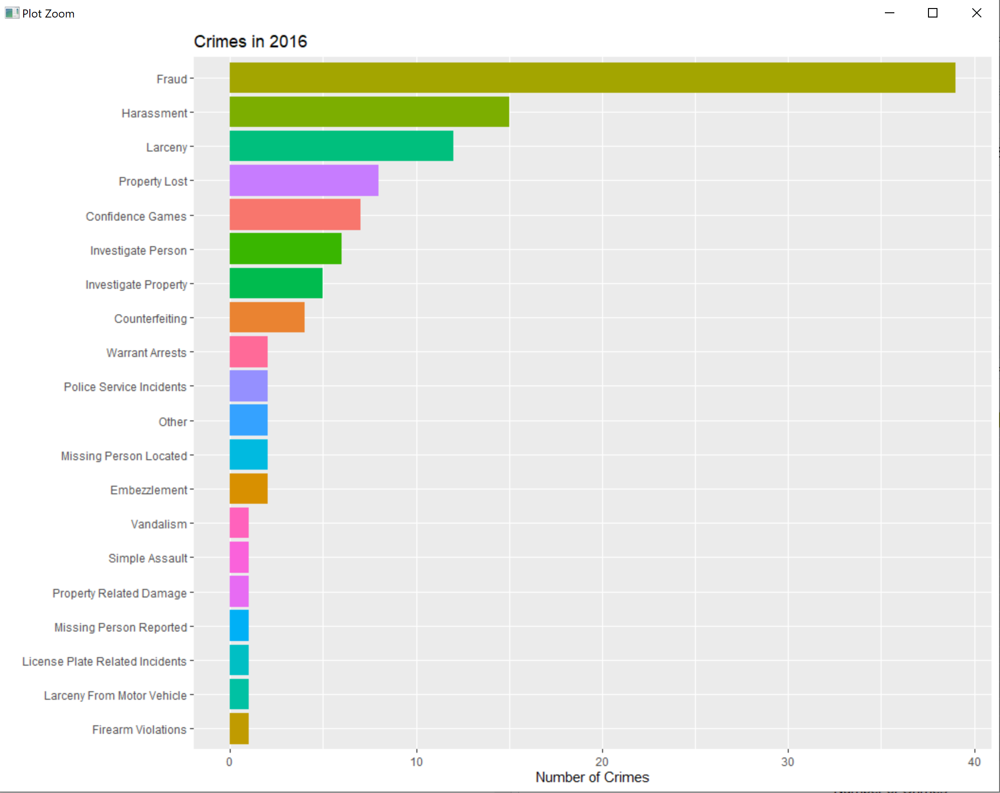 Plot Zoom
Crimes in 2016
Fraud
Harassment
Larceny
Property Lost
Confidence Games
Investigate Person
Investigate Property
Counterfeiting
Warrant Arrests
Police Service Incidents
Other
Missing Person Located
Embezzlement
Vandalism
Simple Assault
Property Related Damage
Missing Person Reported
License Plate Related Incidents
Larceny From Motor Vehicle
Firearm Violations
0 10 20 30 40
Number of Crimes